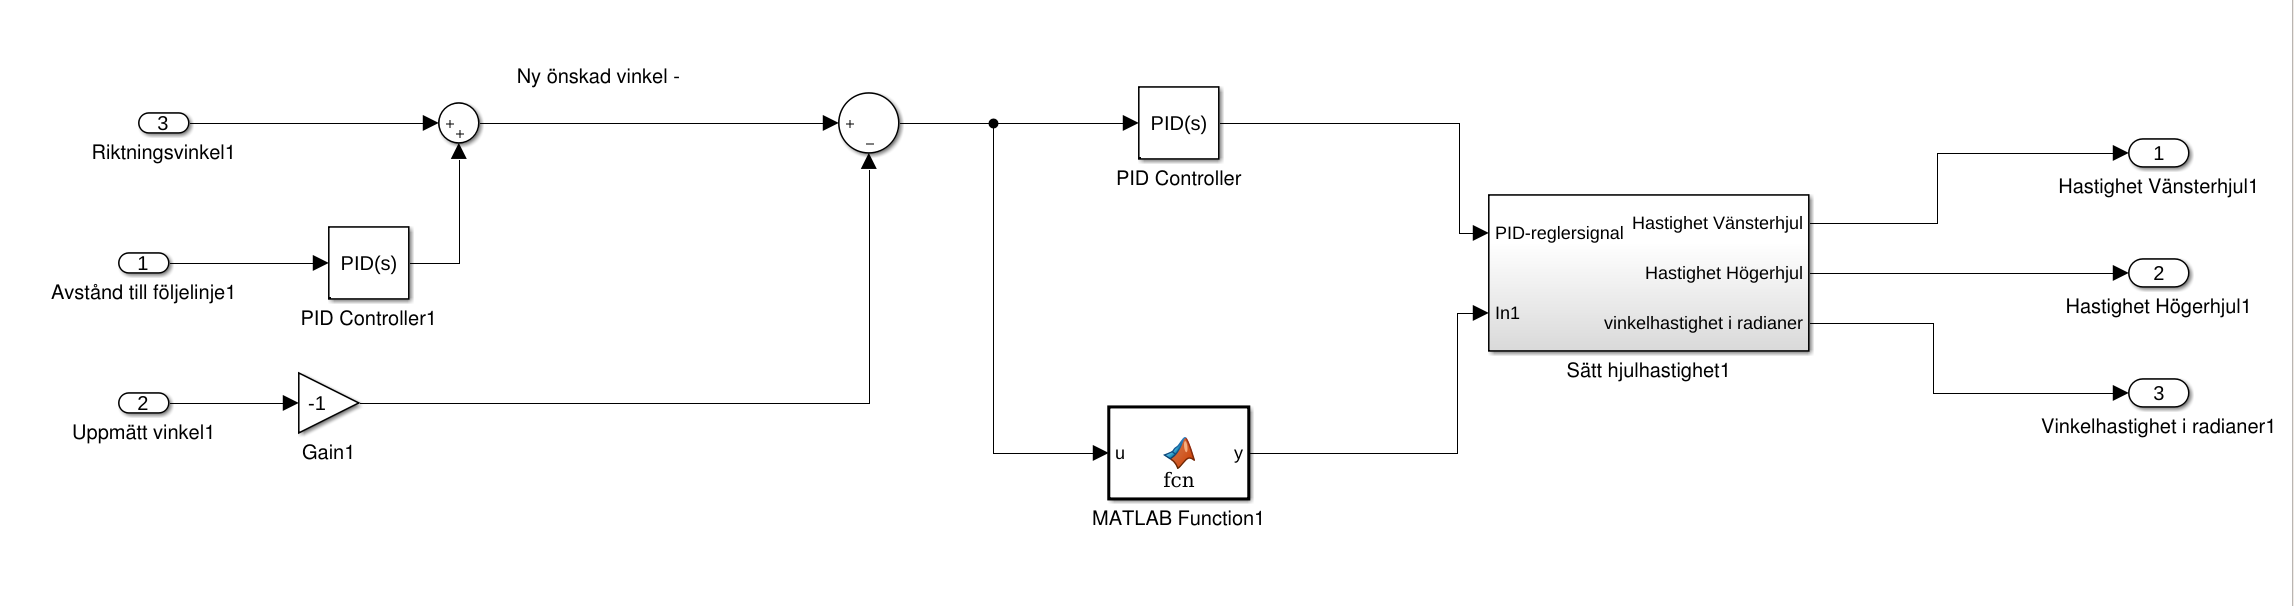 Ny önskad vinkel -
3
Riktningsvinkel1
+
+
+
−
PID(s)
PID Controller
1
Avstånd till följelinje1
PID(s)
PID Controller1
2
Uppmätt vinkel1
-1
Gain1
u
y
fcn
MATLAB Function1
PID-reglersignal
In1
Hastighet Vänsterhjul
Hastighet Högerhjul
vinkelhastighet i radianer
Sätt hjulhastighet1
1
Hastighet Vänsterhjul1
2
Hastighet Högerhjul1
3
Vinkelhastighet i radianer1